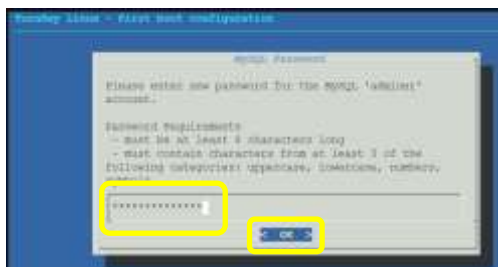 TurnKey Linux - First boot configuration
MySQL Password
Please enter new password for the MySQL 'adminer'
account.
Password Requirements
- must be at least 8 characters long
- must contain characters from at least 3 of the
following categories: uppercase, lowercase, numbers,
symbols
**************
< OK >